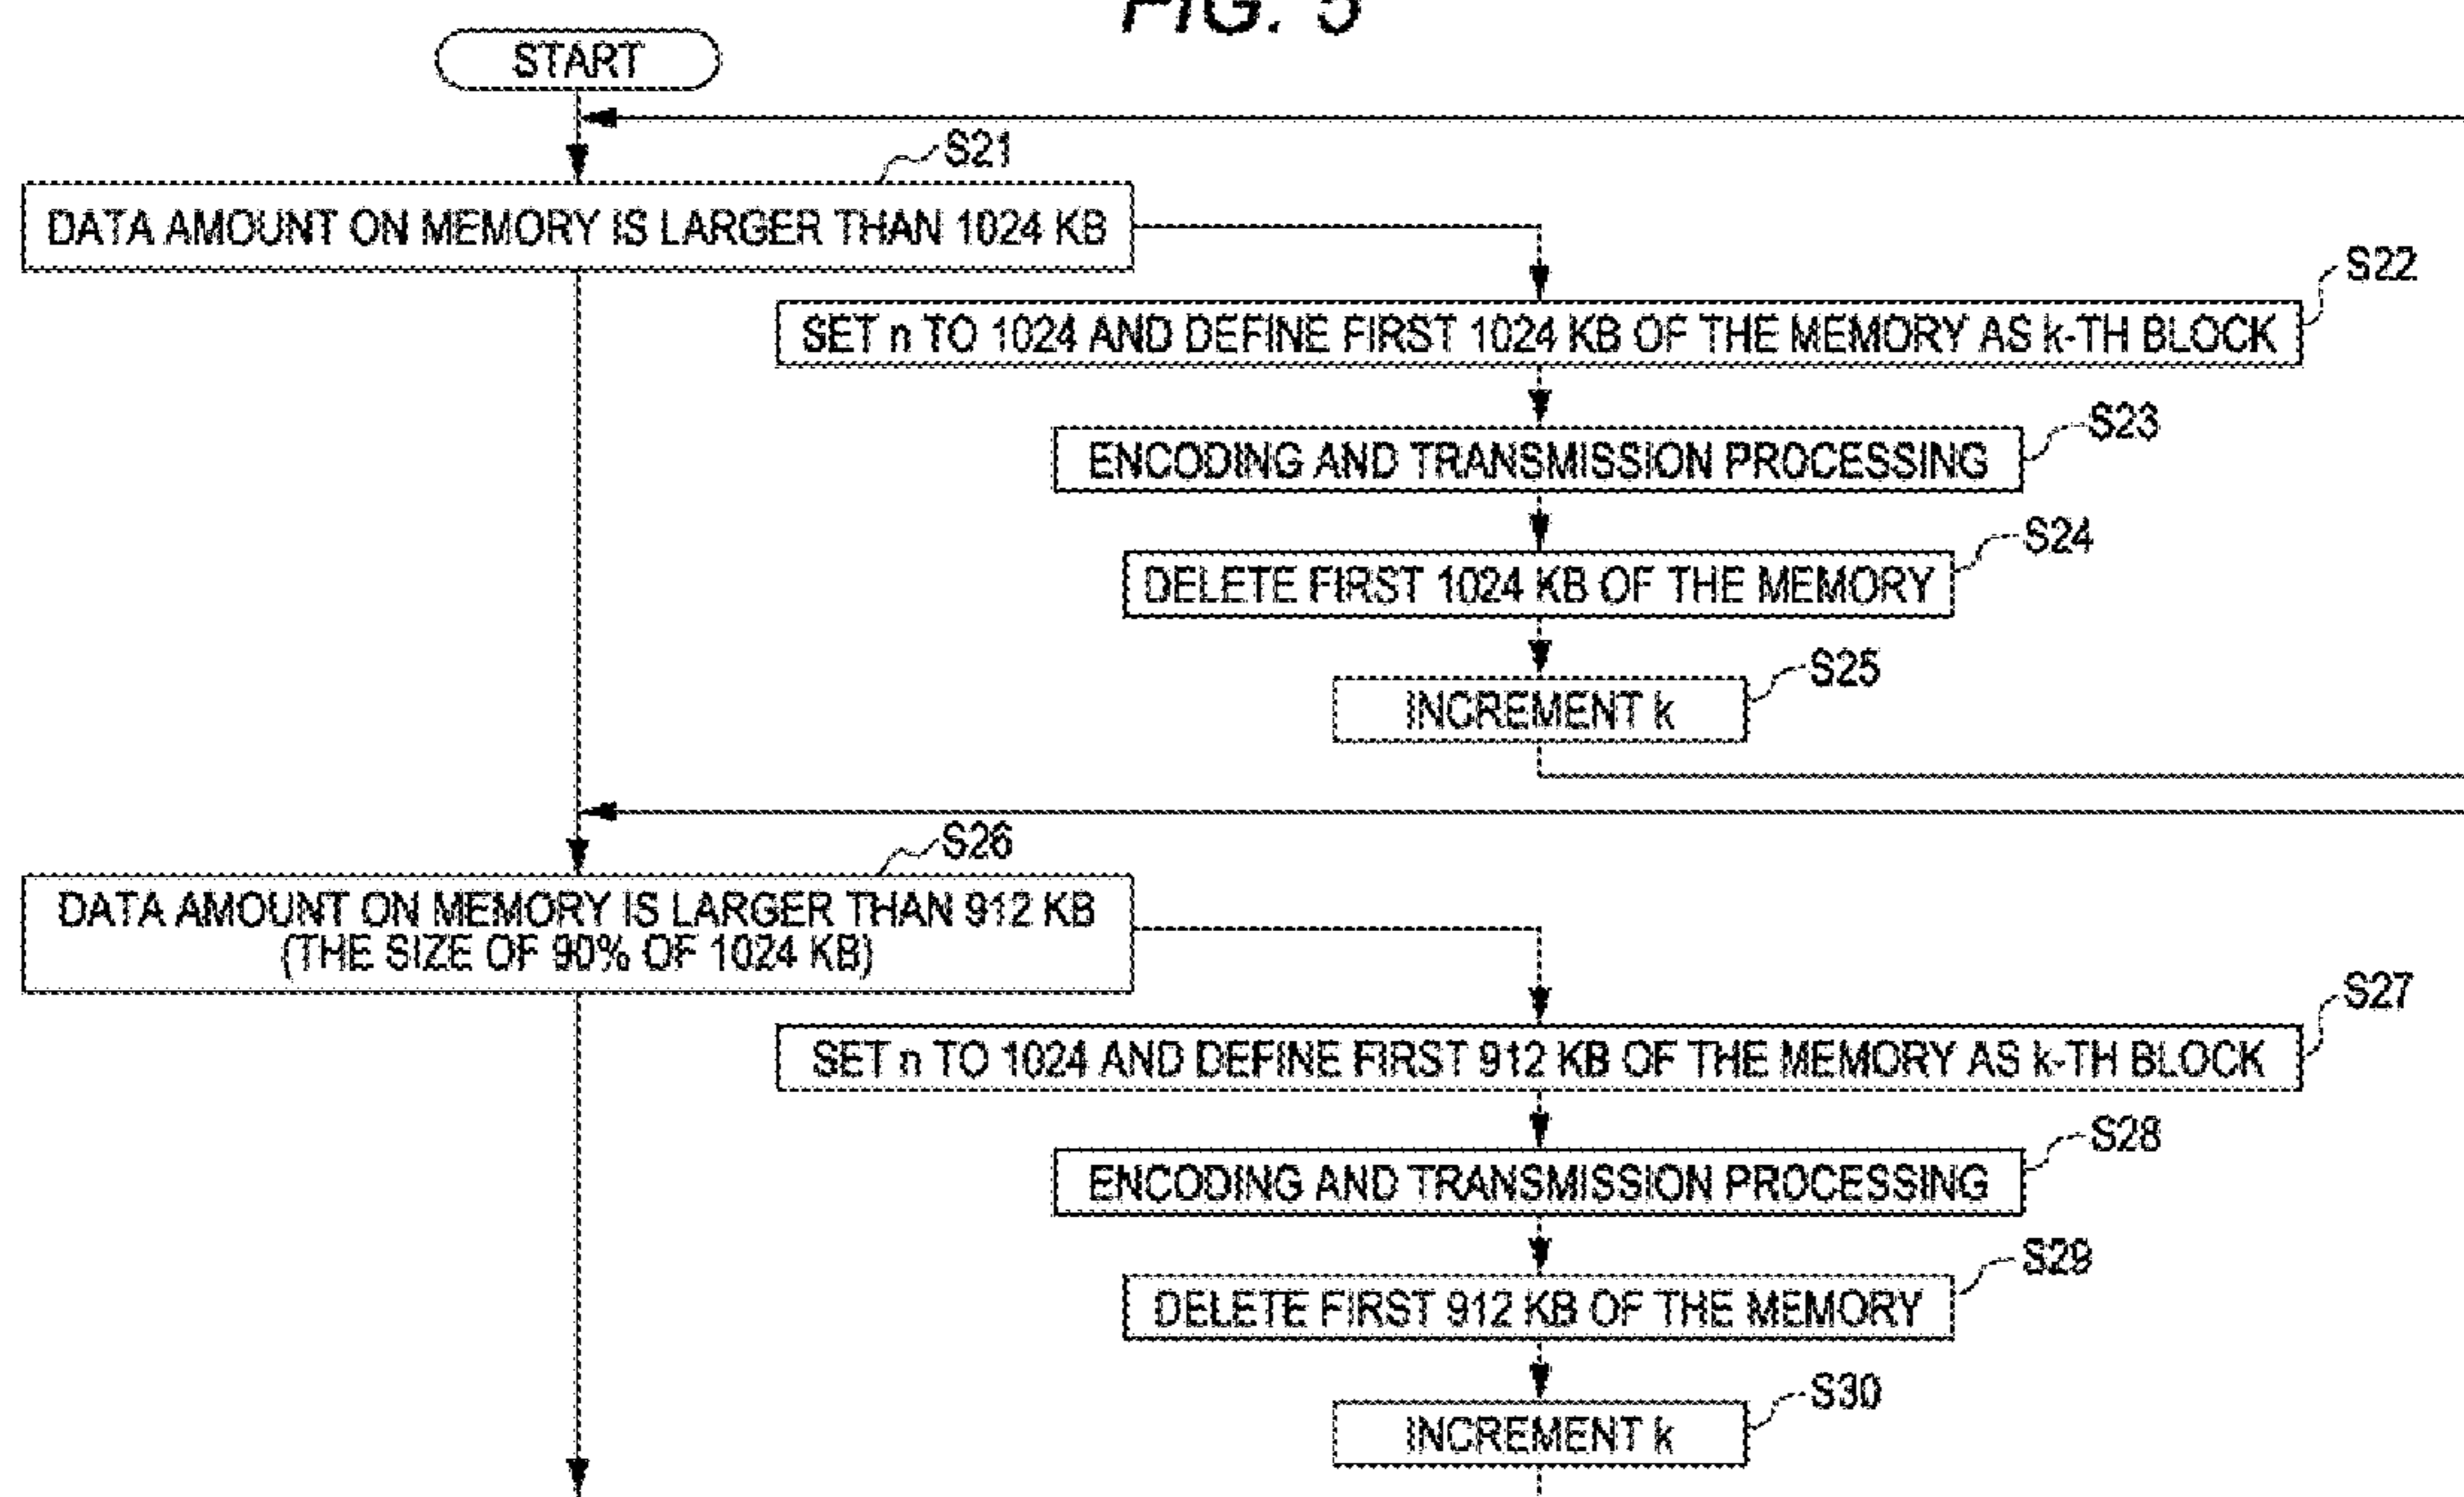 FIG. 5
START
S21
DATA AMOUNT ON MEMORY IS LARGER THAN 1024 KB
S22
SET n TO 1024 AND DEFINE FIRST 1024 KB OF THE MEMORY AS k-TH BLOCK
S23
ENCODING AND TRANSMISSION PROCESSING
S24
DELETE FIRST 1024 KB OF THE MEMORY
S25
INCREMENT k
S26
DATA AMOUNT ON MEMORY IS LARGER THAN 912 KB
(THE SIZE OF 90% OF 1024 KB)
S27
SET n TO 1024 AND DEFINE FIRST 912 KB OF THE MEMORY AS k-TH BLOCK
S28
ENCODING AND TRANSMISSION PROCESSING
S29
DELETE FIRST 912 KB OF THE MEMORY
S30
INCREMENT k